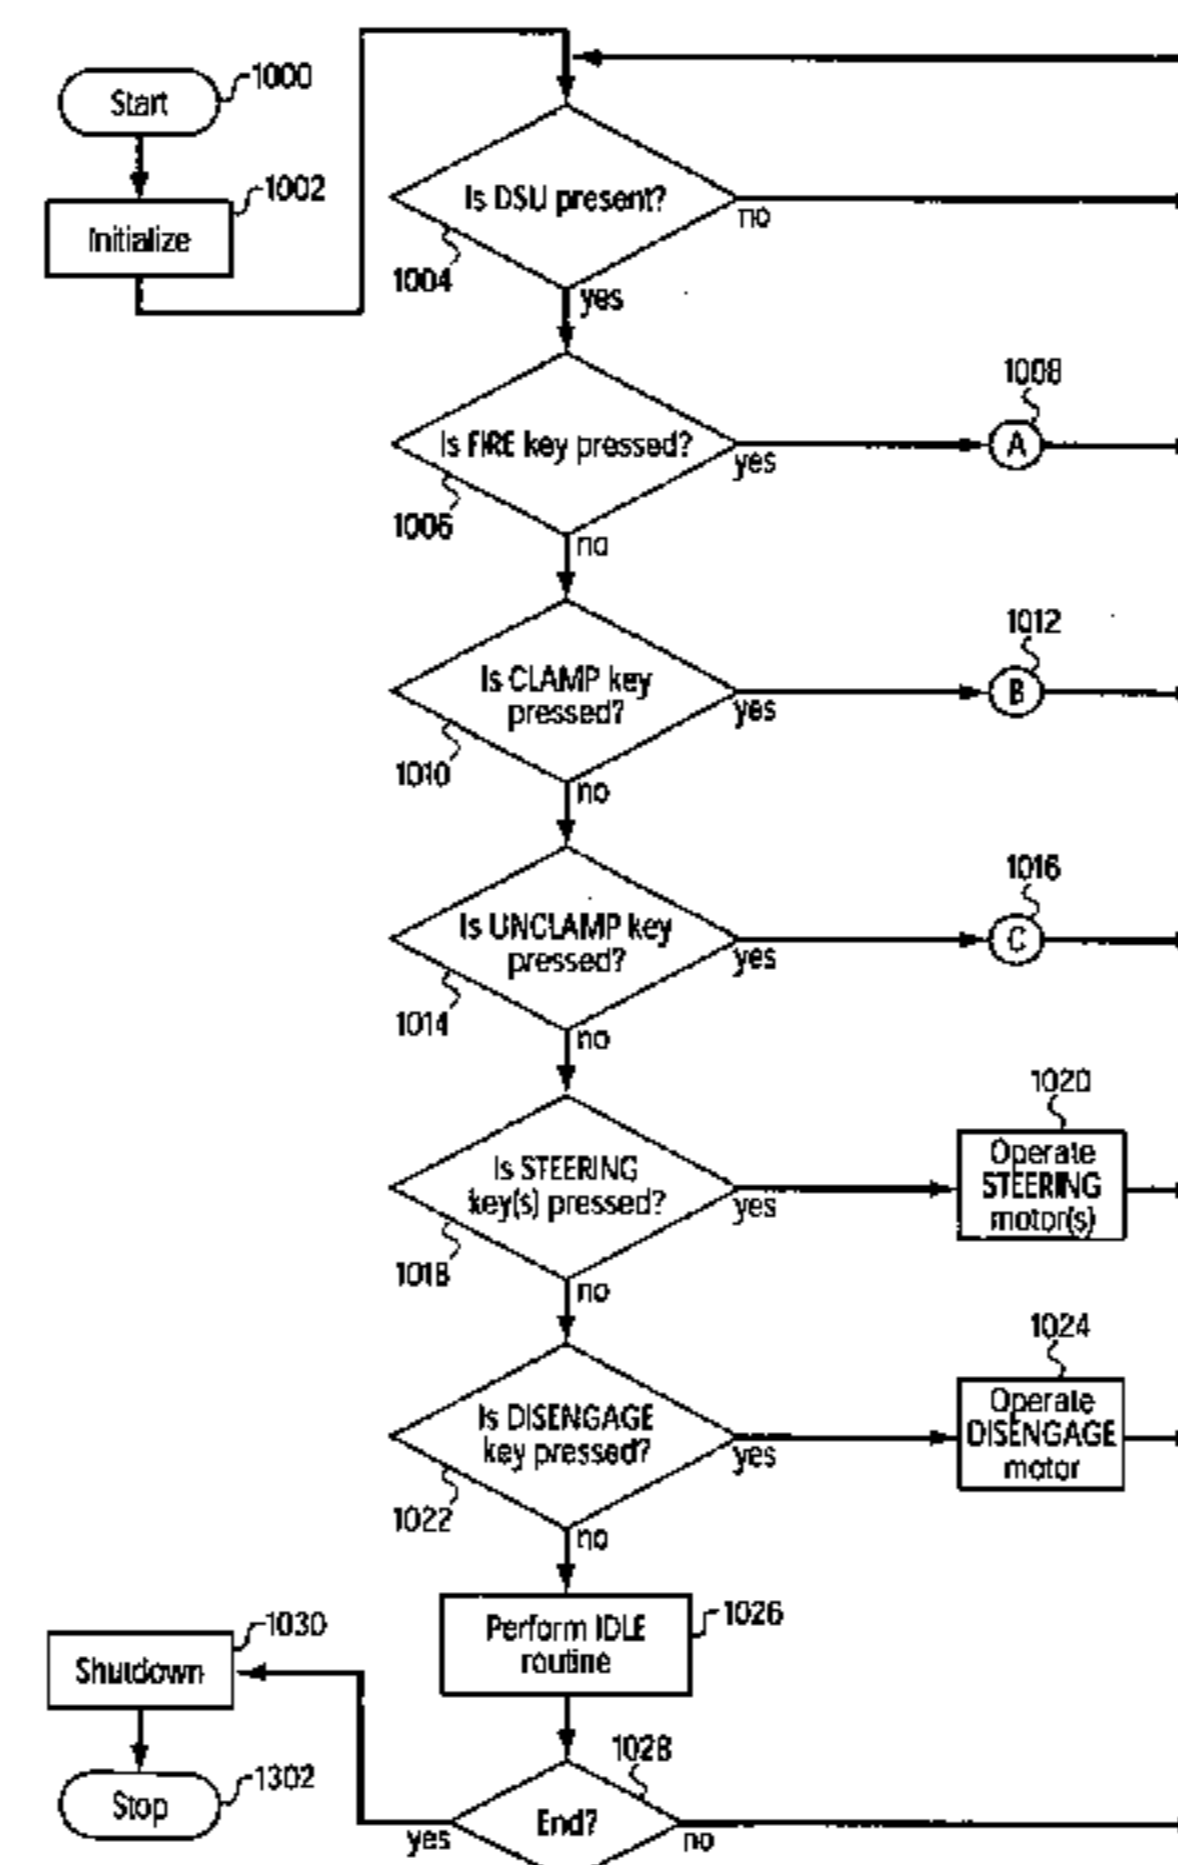 Start
1000
Initialize
1002
Is DSU present?
no
1004
yes
Is FIRE key pressed?
yes
1006
no
1008
A
Is CLAMP key
pressed?
yes
1010
no
1012
B
Is UNCLAMP key
pressed?
yes
1014
no
1016
C
Is STEERING
key(s) pressed?
yes
1018
no
1020
Operate
STEERING
motor(s)
Is DISENGAGE
key pressed?
yes
1022
no
1024
Operate
DISENGAGE
motor
Perform IDLE
routine
1026
1028
End?
yes
no
Shutdown
1030
Stop
1302